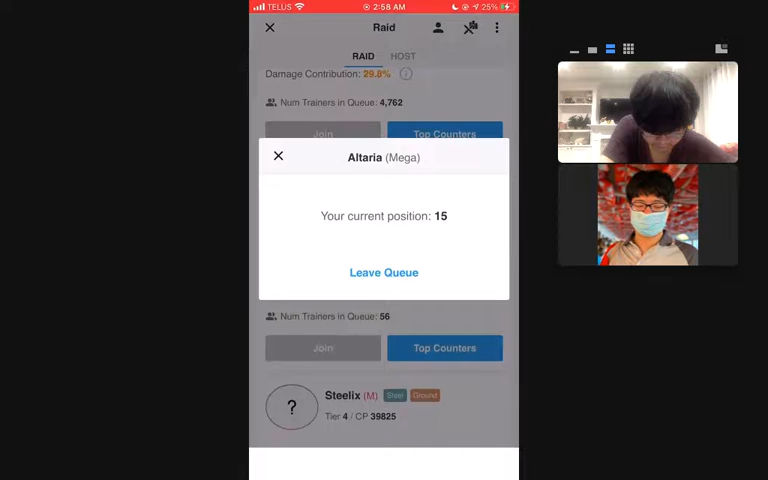 TELUS 2:58 AM 25%
Raid
RAID HOST
Damage Contribution: 29.8%
Num Trainers in Queue: 4,762
Join Top Counters
Altaria (Mega)
Your current position: 15
Leave Queue
Num Trainers in Queue: 56
Join Top Counters
?
Steelix (M) Steel Ground
Tier 4 / CP 39825